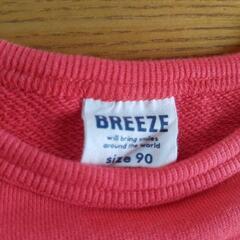 BREEZE
will bring smiles
around the world
size 90